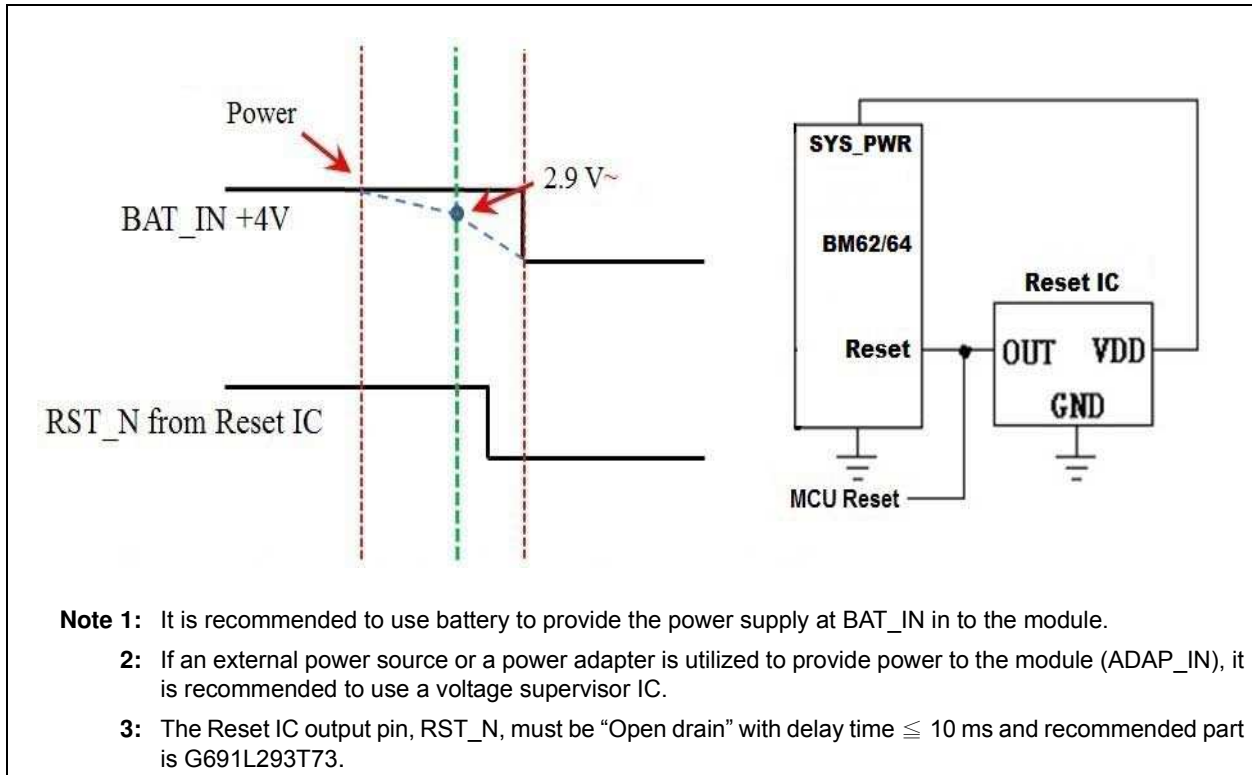 Power
2.9 V~
BAT_IN +4V
RST_N from Reset IC
SYS_PWR
BM62/64
Reset IC
Reset
OUT VDD
GND
MCU Reset
Note 1: It is recommended to use battery to provide the power supply at BAT_IN in to the module.
2: If an external power source or a power adapter is utilized to provide power to the module (ADAP_IN), it
is recommended to use a voltage supervisor IC.
3: The Reset IC output pin, RST_N, must be “Open drain” with delay time ≦ 10 ms and recommended part
is G691L293T73.